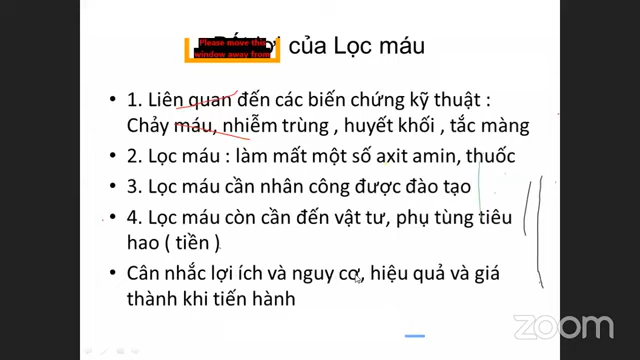 Please move this
window away from
của Lọc máu
• 1. Liên quan đến các biến chứng kỹ thuật :
Chảy máu, nhiễm trùng , huyết khối , tắc màng
• 2. Lọc máu : làm mất một số axit amin, thuốc
• 3. Lọc máu cần nhân công được đào tạo
• 4. Lọc máu còn cần đến vật tư, phụ tùng tiêu
hao ( tiền )
• Cân nhắc lợi ích và nguy cơ, hiệu quả và giá
thành khi tiến hành
zoom